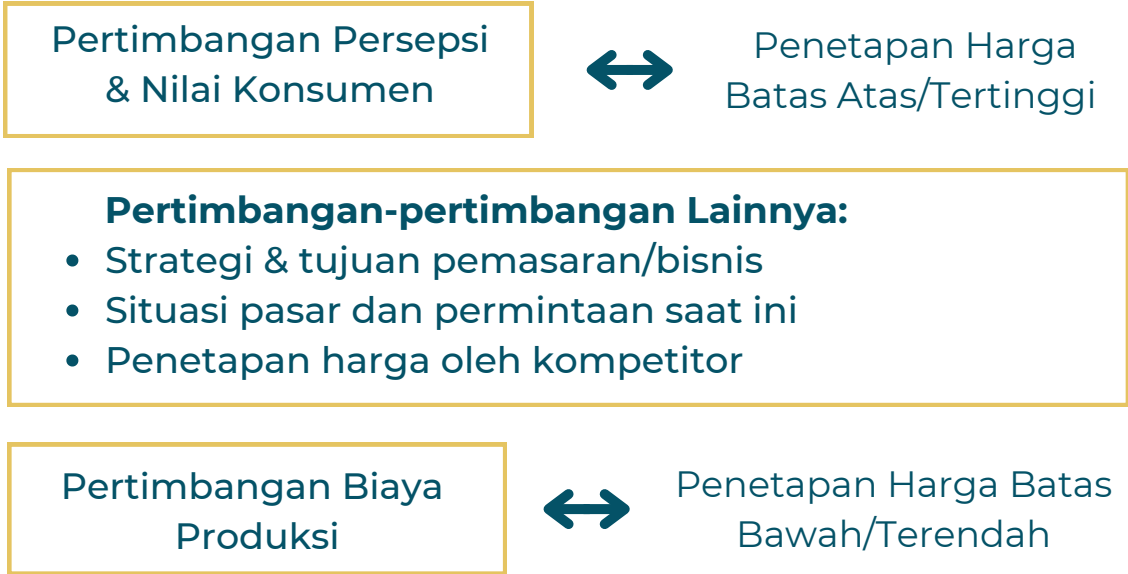 Pertimbangan Persepsi
& Nilai Konsumen
Penetapan Harga
Batas Atas/Tertinggi
Pertimbangan-pertimbangan Lainnya:
• Strategi & tujuan pemasaran/bisnis
• Situasi pasar dan permintaan saat ini
• Penetapan harga oleh kompetitor
Pertimbangan Biaya
Produksi
Penetapan Harga Batas
Bawah/Terendah